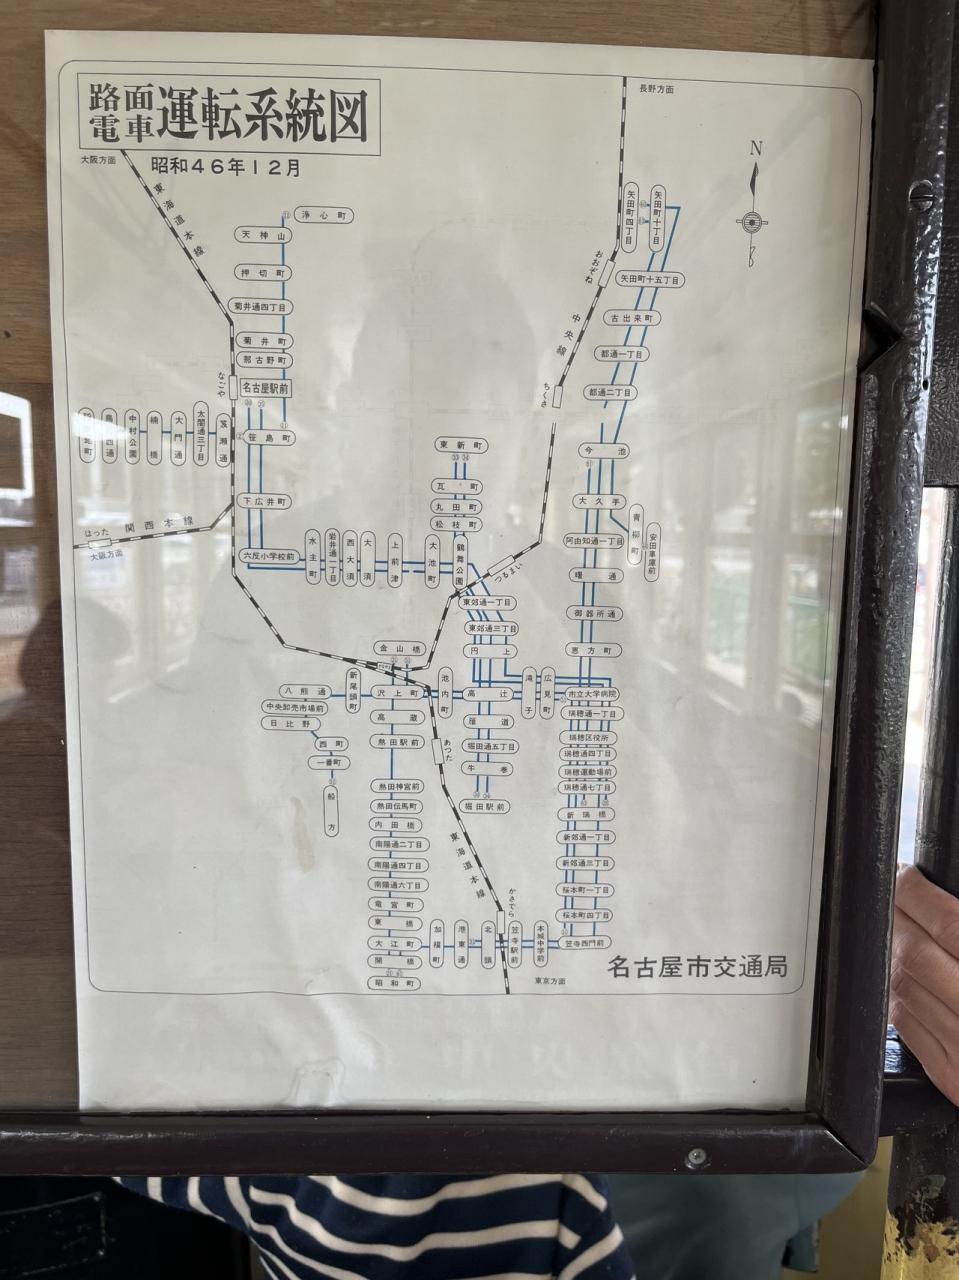 路面電車運転系統図
昭和46年12月
大阪方面
東海道本線
長野方面
N
浄心町
天神山
押切町
菊井通四丁目
菊井町
那古野町
名古屋駅前
なごや
笹島町
下広井町
六反小学校前
中村公園
楠橋
大門通
太閤通三丁目
笈瀬通
はった
関西本線
大阪方面
水主町
岩井通二丁目
西大須
大須
上前津
大池町
鶴舞公園
東新町
瓦町
丸田町
松枝町
つるまい
矢田町四丁目
矢田町十丁目
おおぞね
矢田町十五丁目
中央線
古出来町
都通一丁目
都通二丁目
ちくさ
今池
大久手
青柳町
安田車庫前
阿由知通一丁目
曙通
御器所通
恵方町
市立大学病院
東郊通一丁目
東郊通三丁目
円上
高辻
滝子
広見町
金山橋
新尾頭町
沢上町
池内町
八熊通
中央卸売市場前
日比野
西町
一番町
船方
高蔵
熱田駅前
あつた
熱田神宮前
熱田伝馬町
内田橋
南陽通二丁目
南陽通四丁目
南陽通六丁目
竜宮町
東橋
大江町
開橋
昭和町
雁道
堀田通五丁目
牛巻
堀田駅前
瑞穂通一丁目
瑞穂区役所
瑞穂通四丁目
瑞穂運動場前
瑞穂通七丁目
新瑞橋
新郊通一丁目
新郊通三丁目
桜本町一丁目
桜本町四丁目
笠寺西門前
東海道本線
かさでら
加福町
港東通
北頭
笠寺駅前
本城中学前
東京方面
名古屋市交通局